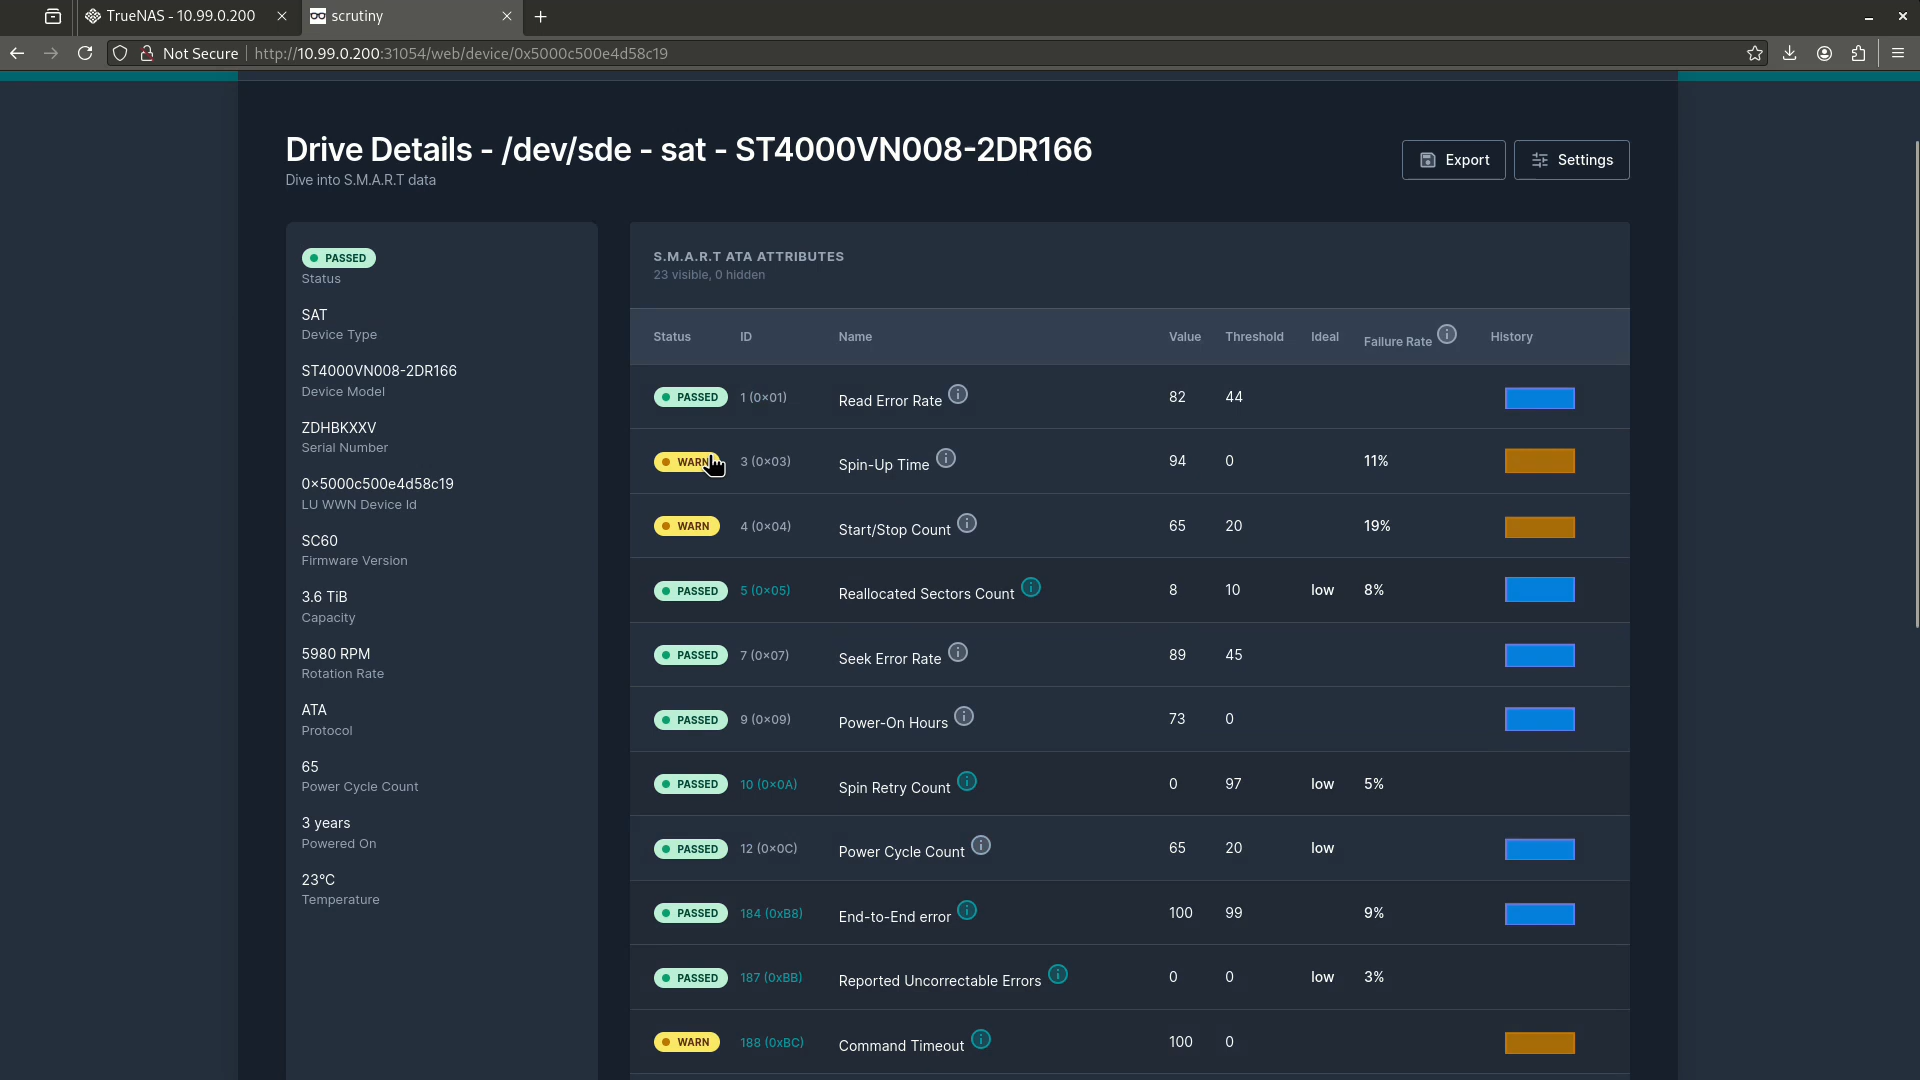 TrueNAS - 10.99.0.200
scrutiny
Not Secure
http://10.99.0.200:31054/web/device/0x5000c500e4d58c19
Drive Details - /dev/sde - sat - ST4000VN008-2DR166
Dive into S.M.A.R.T data
Export
Settings
PASSED
Status
SAT
Device Type
ST4000VN008-2DR166
Device Model
ZDHBKXXV
Serial Number
0x5000c500e4d58c19
LU WWN Device Id
SC60
Firmware Version
3.6 TiB
Capacity
5980 RPM
Rotation Rate
ATA
Protocol
65
Power Cycle Count
3 years
Powered On
23°C
Temperature
S.M.A.R.T ATA ATTRIBUTES
23 visible, 0 hidden
Status ID Name Value Threshold Ideal Failure Rate History
PASSED 1 (0x01) Read Error Rate 82 44
WARN 3 (0x03) Spin-Up Time 94 0 11%
WARN 4 (0x04) Start/Stop Count 65 20 19%
PASSED 5 (0x05) Reallocated Sectors Count 8 10 low 8%
PASSED 7 (0x07) Seek Error Rate 89 45
PASSED 9 (0x09) Power-On Hours 73 0
PASSED 10 (0x0A) Spin Retry Count 0 97 low 5%
PASSED 12 (0x0C) Power Cycle Count 65 20 low
PASSED 184 (0xB8) End-to-End error 100 99 9%
PASSED 187 (0xBB) Reported Uncorrectable Errors 0 0 low 3%
WARN 188 (0xBC) Command Timeout 100 0